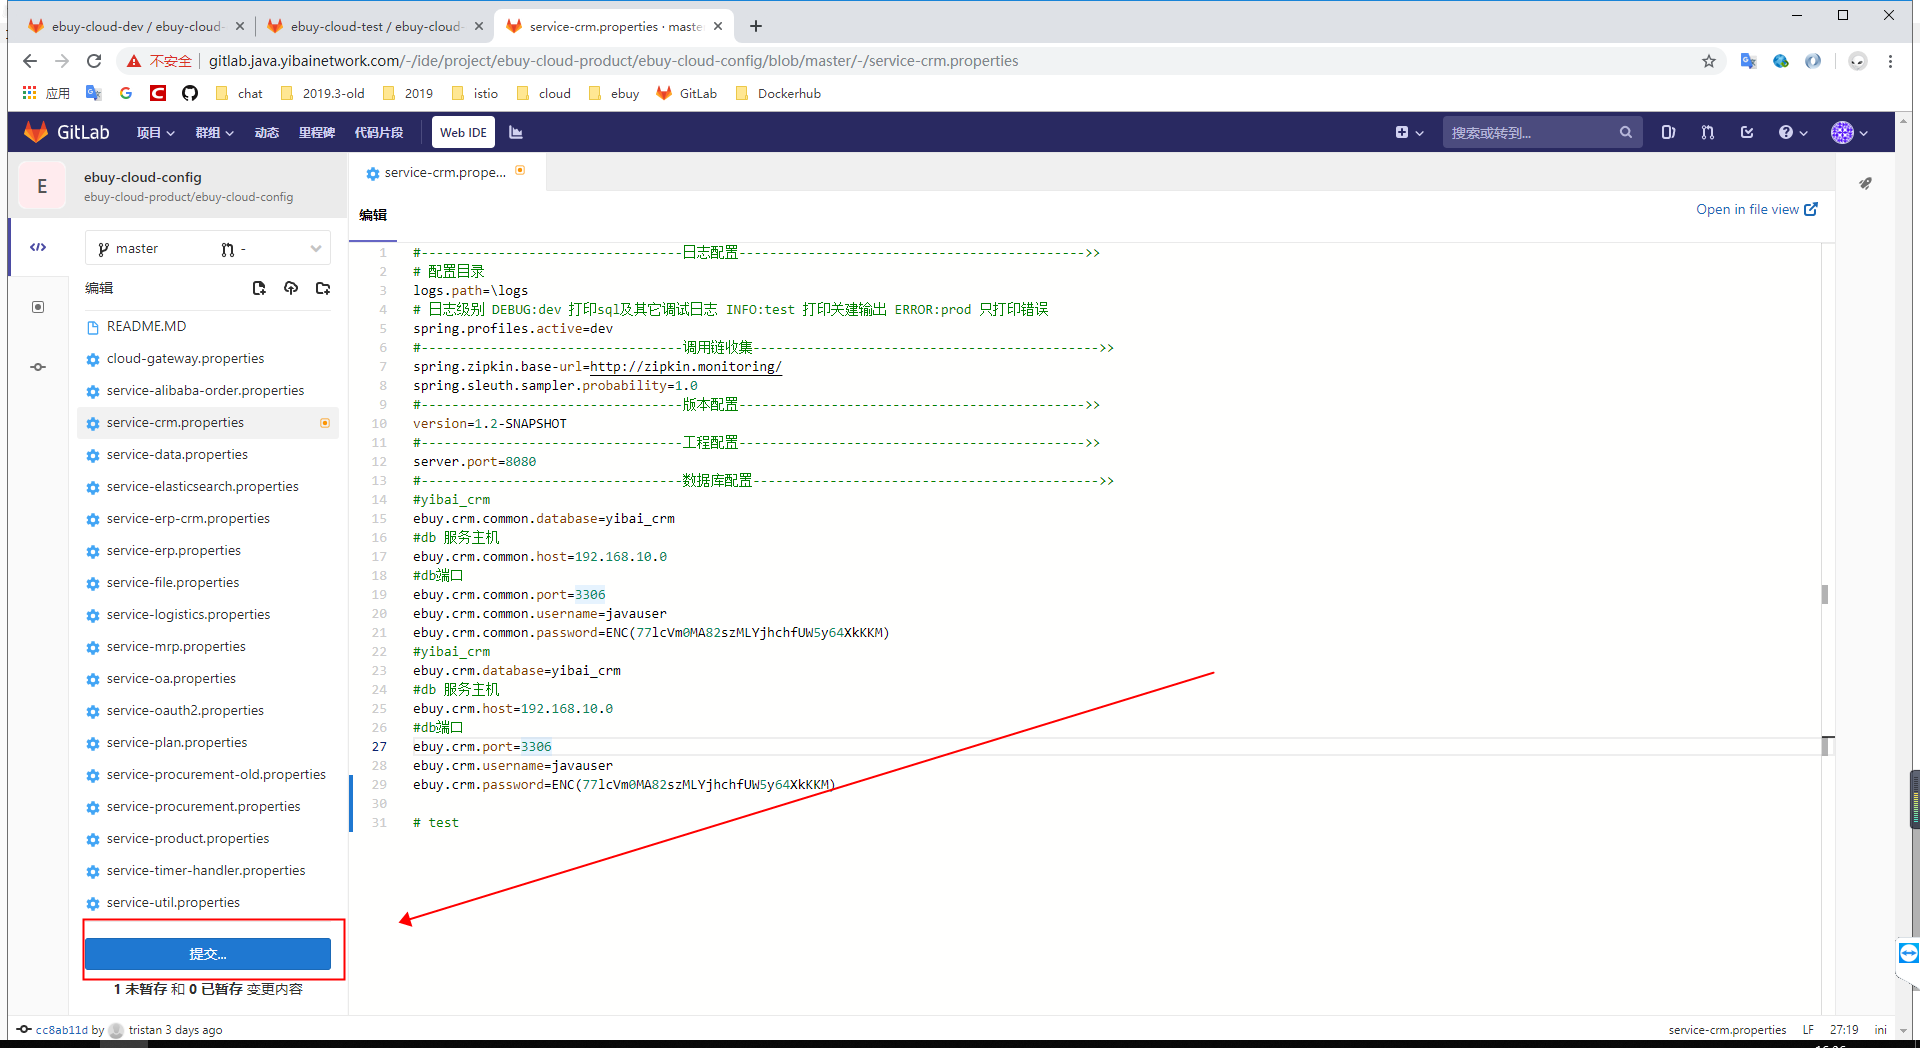 ebuy-cloud-dev / ebuy-cloud-
ebuy-cloud-test / ebuy-cloud-
service-crm.properties · maste
不安全 | gitlab.java.yibainetwork.com/-/ide/project/ebuy-cloud-product/ebuy-cloud-config/blob/master/-/service-crm.properties
应用 chat 2019.3-old 2019 istio cloud ebuy GitLab Dockerhub
GitLab 项目 群组 动态 里程碑 代码片段 Web IDE 搜索或转到...
E
ebuy-cloud-config
ebuy-cloud-product/ebuy-cloud-config
master -
编辑
README.MD
cloud-gateway.properties
service-alibaba-order.properties
service-crm.properties
service-data.properties
service-elasticsearch.properties
service-erp-crm.properties
service-erp.properties
service-file.properties
service-logistics.properties
service-mrp.properties
service-oa.properties
service-oauth2.properties
service-plan.properties
service-procurement-old.properties
service-procurement.properties
service-product.properties
service-timer-handler.properties
service-util.properties
提交...
1 未暂存 和 0 已暂存 变更内容
service-crm.prope...
编辑
Open in file view
1 #----------------------------------日志配置--------------------------------------------->>
2 # 配置目录
3 logs.path=\logs
4 # 日志级别 DEBUG:dev 打印sql及其它调试日志 INFO:test 打印关建输出 ERROR:prod 只打印错误
5 spring.profiles.active=dev
6 #----------------------------------调用链收集--------------------------------------------->>
7 spring.zipkin.base-url=http://zipkin.monitoring/
8 spring.sleuth.sampler.probability=1.0
9 #----------------------------------版本配置--------------------------------------------->>
10 version=1.2-SNAPSHOT
11 #----------------------------------工程配置--------------------------------------------->>
12 server.port=8080
13 #----------------------------------数据库配置--------------------------------------------->>
14 #yibai_crm
15 ebuy.crm.common.database=yibai_crm
16 #db 服务主机
17 ebuy.crm.common.host=192.168.10.0
18 #db端口
19 ebuy.crm.common.port=3306
20 ebuy.crm.common.username=javauser
21 ebuy.crm.common.password=ENC(77lcVm0MA82szMLYjhchfUW5y64XkKKM)
22 #yibai_crm
23 ebuy.crm.database=yibai_crm
24 #db 服务主机
25 ebuy.crm.host=192.168.10.0
26 #db端口
27 ebuy.crm.port=3306
28 ebuy.crm.username=javauser
29 ebuy.crm.password=ENC(77lcVm0MA82szMLYjhchfUW5y64XkKKM)
30
31 # test
cc8ab11d by tristan 3 days ago
service-crm.properties LF 27:19 ini